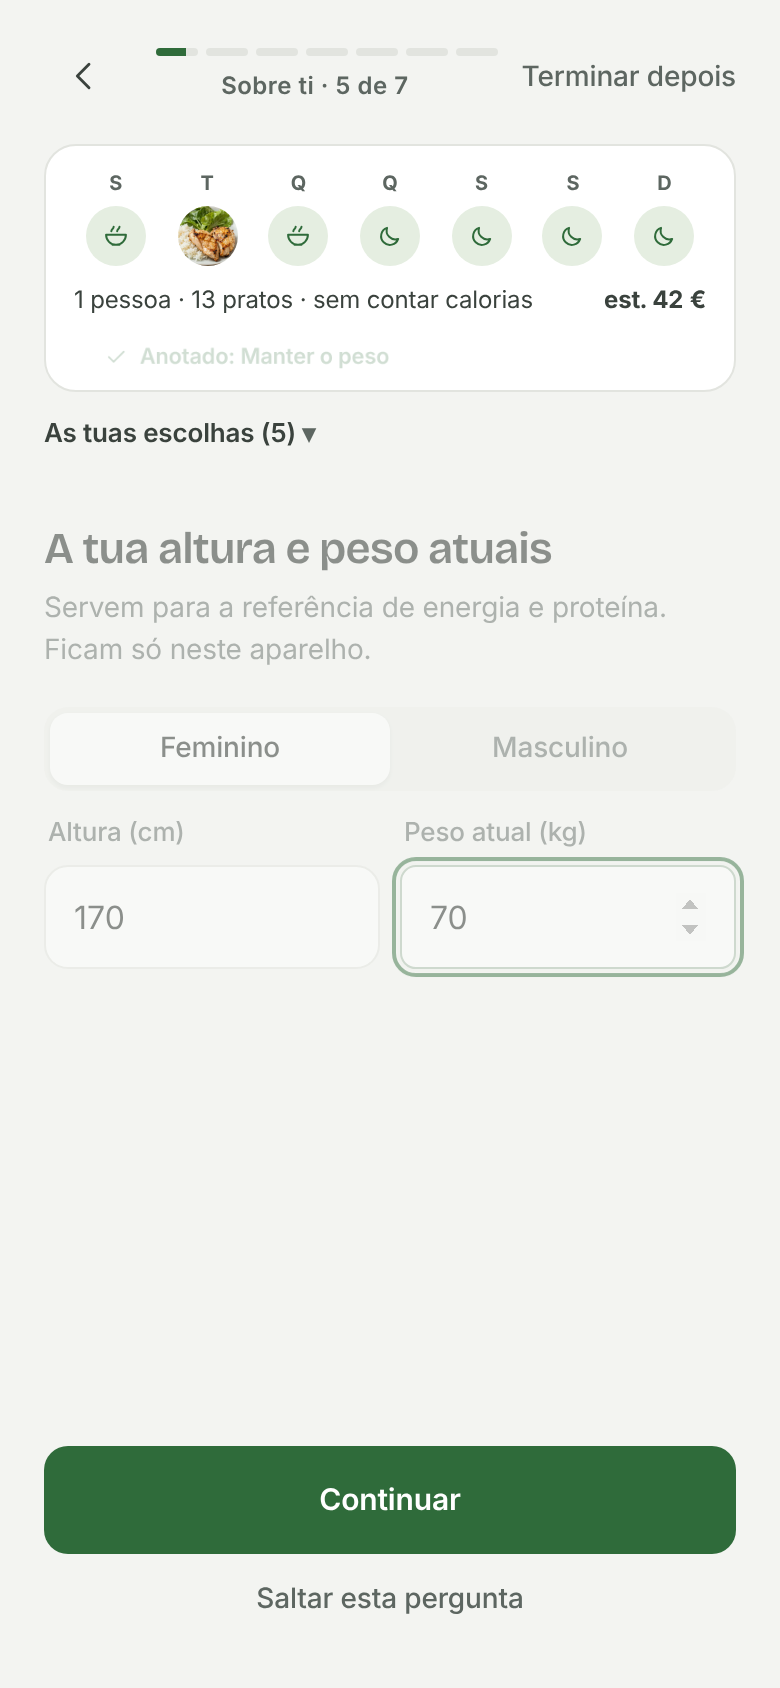 Sobre ti · 5 de 7
Terminar depois
S T Q Q S S D
1 pessoa · 13 pratos · sem contar calorias est. 42 €
Anotado: Manter o peso
As tuas escolhas (5) ▾
A tua altura e peso atuais
Servem para a referência de energia e proteína.
Ficam só neste aparelho.
Feminino Masculino
Altura (cm) Peso atual (kg)
170 70
Continuar
Saltar esta pergunta